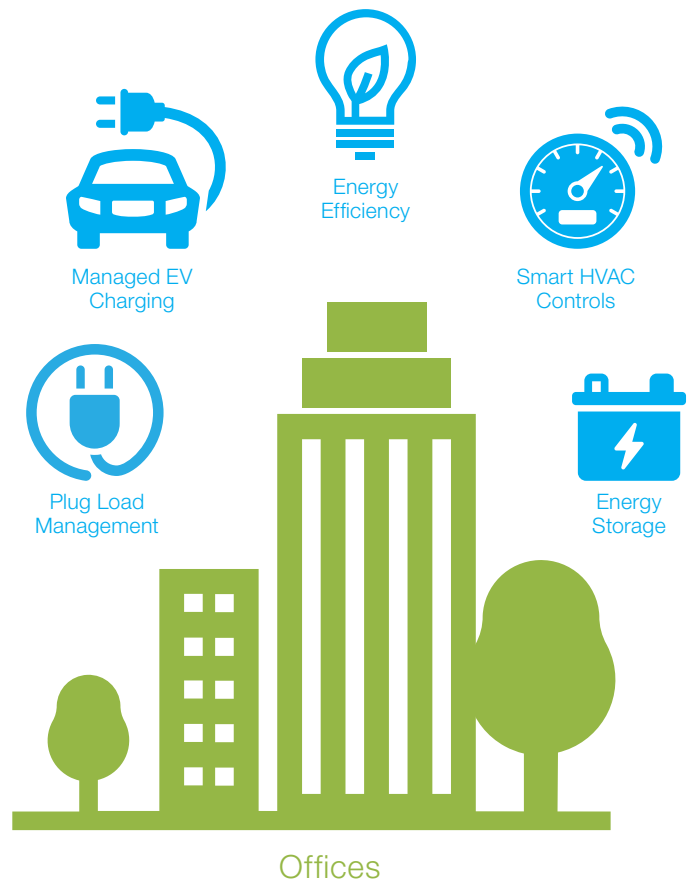 Energy
Efficiency
Managed EV
Charging
Smart HVAC
Controls
Plug Load
Management
Energy
Storage
Offices